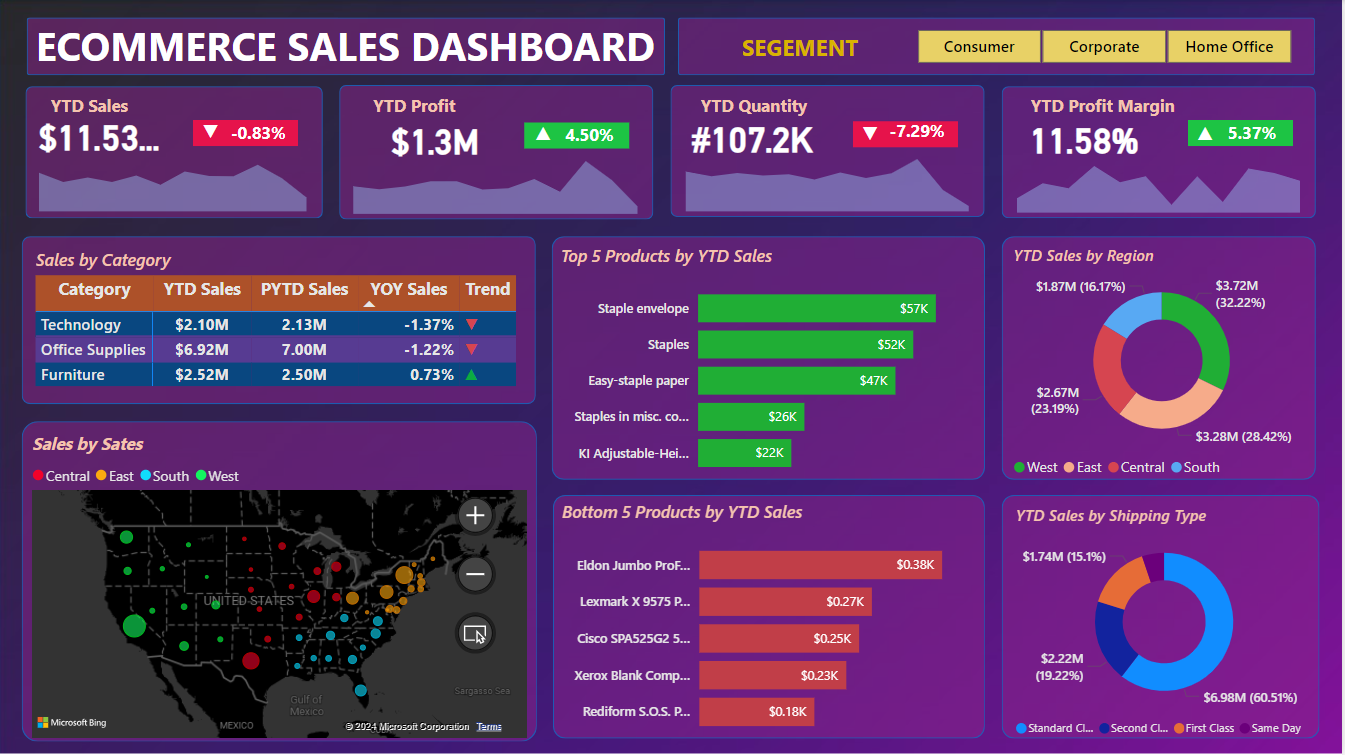 ECOMMERCE SALES DASHBOARD
SEGEMENT
Consumer
Corporate
Home Office
YTD Sales
$11.53...
▼ -0.83%
YTD Profit
$1.3M
▲ 4.50%
YTD Quantity
#107.2K
▼ -7.29%
YTD Profit Margin
11.58%
▲ 5.37%
Sales by Category
Category YTD Sales PYTD Sales YOY Sales Trend
Technology $2.10M 2.13M -1.37% ▼
Office Supplies $6.92M 7.00M -1.22% ▼
Furniture $2.52M 2.50M 0.73% ▲
Top 5 Products by YTD Sales
Staple envelope $57K
Staples $52K
Easy-staple paper $47K
Staples in misc. co... $26K
KI Adjustable-Hei... $22K
YTD Sales by Region
$1.87M (16.17%)
$3.72M
(32.22%)
$2.67M
(23.19%)
$3.28M (28.42%)
West East Central South
Sales by Sates
Central East South West
UNITED STATES
Gulf of
Mexico
Sargasso Sea
MEXICO
Microsoft Bing
© 2024 Microsoft Corporation Terms
Bottom 5 Products by YTD Sales
Eldon Jumbo ProF... $0.38K
Lexmark X 9575 P... $0.27K
Cisco SPA525G2 5... $0.25K
Xerox Blank Comp... $0.23K
Rediform S.O.S. P... $0.18K
YTD Sales by Shipping Type
$1.74M (15.1%)
$2.22M
(19.22%)
$6.98M (60.51%)
Standard Cl... Second Cl... First Class Same Day